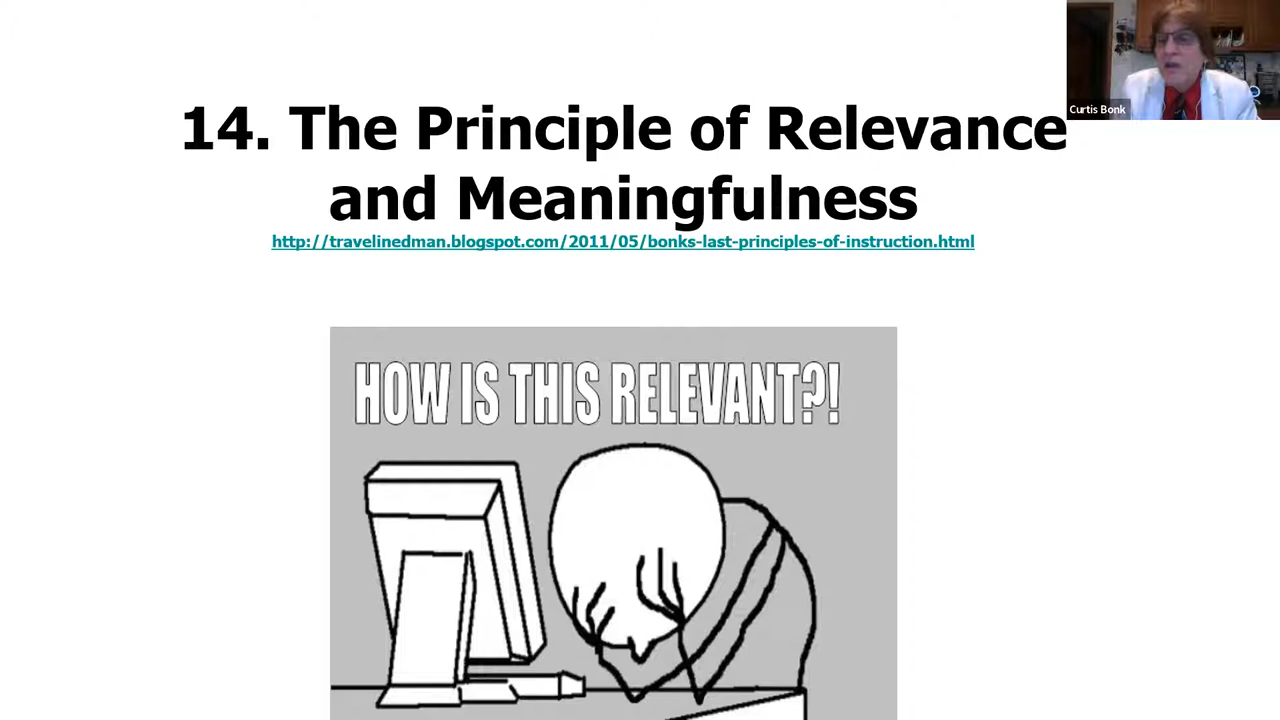 14. The Principle of Relevance
and Meaningfulness
http://travelinedman.blogspot.com/2011/05/bonks-last-principles-of-instruction.html
Curtis Bonk
HOW IS THIS RELEVANT?!